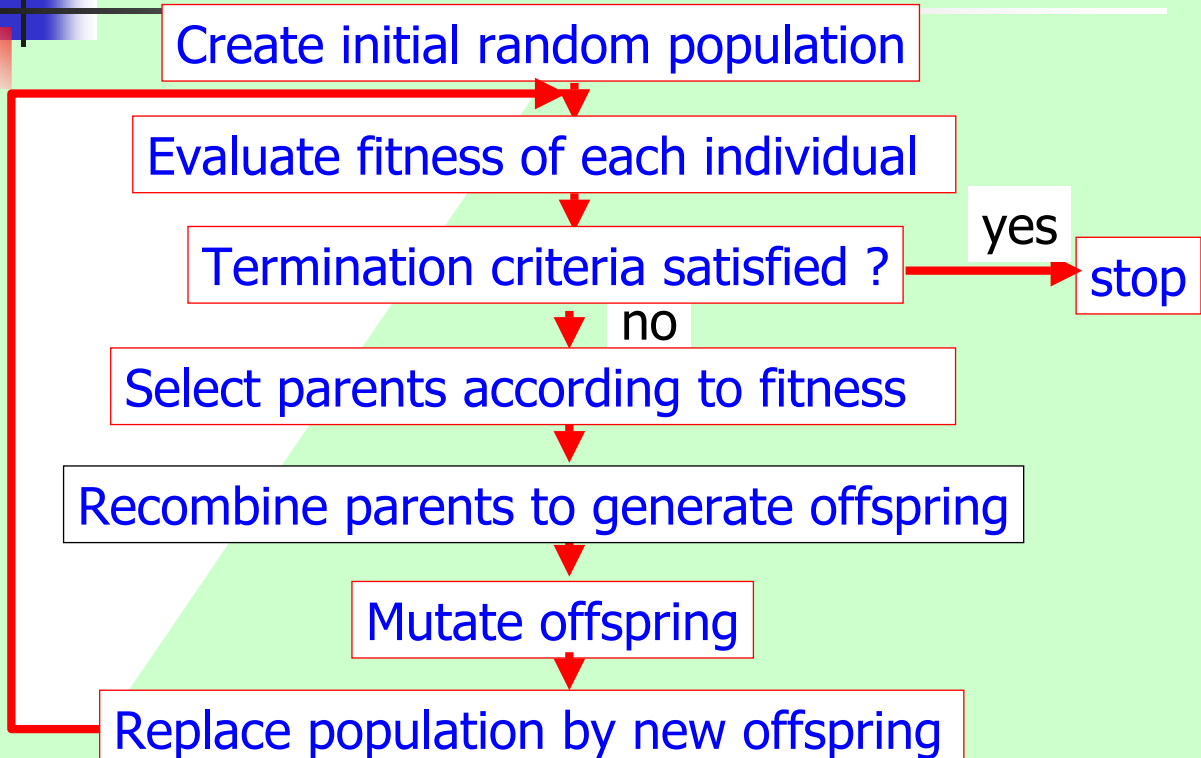 Create initial random population
Evaluate fitness of each individual
Termination criteria satisfied ?
yes
stop
no
Select parents according to fitness
Recombine parents to generate offspring
Mutate offspring
Replace population by new offspring